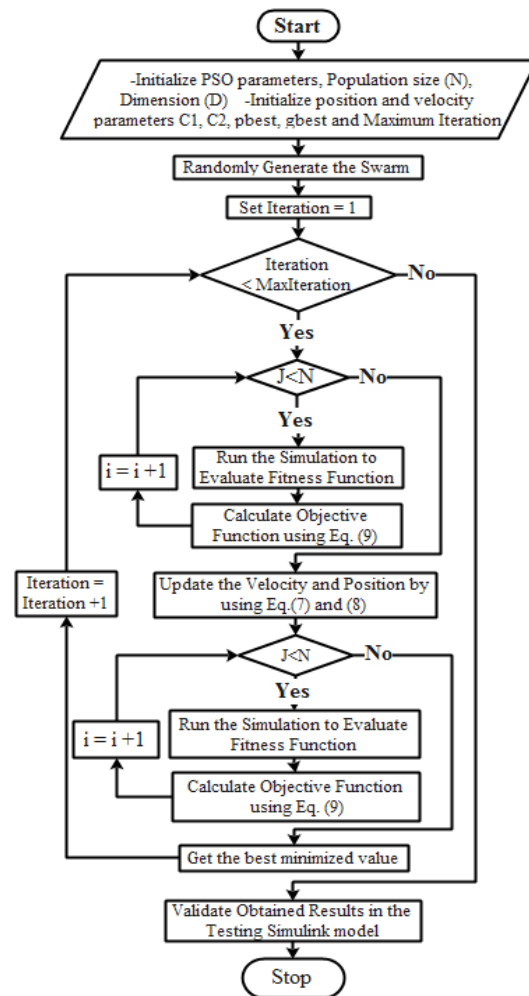 Start
-Initialize PSO parameters, Population size (N),
Dimension (D) -Initialize position and velocity
parameters C1, C2, pbest, gbest and Maximum Iteration
Randomly Generate the Swarm
Set Iteration = 1
Iteration
< MaxIteration
No
Yes
J<N
No
Yes
Run the Simulation to
Evaluate Fitness Function
i = i +1
Calculate Objective
Function using Eq. (9)
Iteration =
Iteration +1
Update the Velocity and Position by
using Eq.(7) and (8)
J<N
No
Yes
Run the Simulation to Evaluate
Fitness Function
i = i +1
Calculate Objective Function
using Eq. (9)
Get the best minimized value
Validate Obtained Results in the
Testing Simulink model
Stop